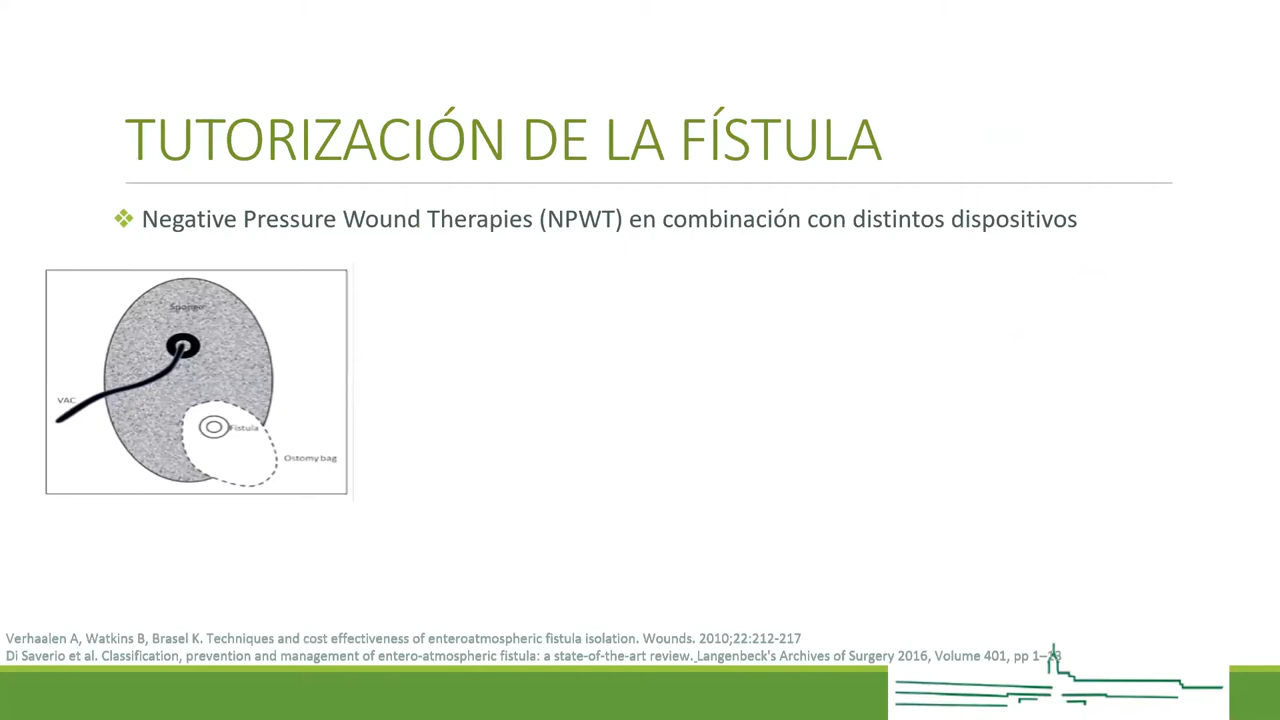 TUTORIZACIÓN DE LA FÍSTULA
❖ Negative Pressure Wound Therapies (NPWT) en combinación con distintos dispositivos
Sponge
VAC
Fistula
Ostomy bag
Verhaalen A, Watkins B, Brasel K. Techniques and cost effectiveness of enteroatmospheric fistula isolation. Wounds. 2010;22:212-217
Di Saverio et al. Classification, prevention and management of entero-atmospheric fistula: a state-of-the-art review. Langenbeck's Archives of Surgery 2016, Volume 401, pp 1–13